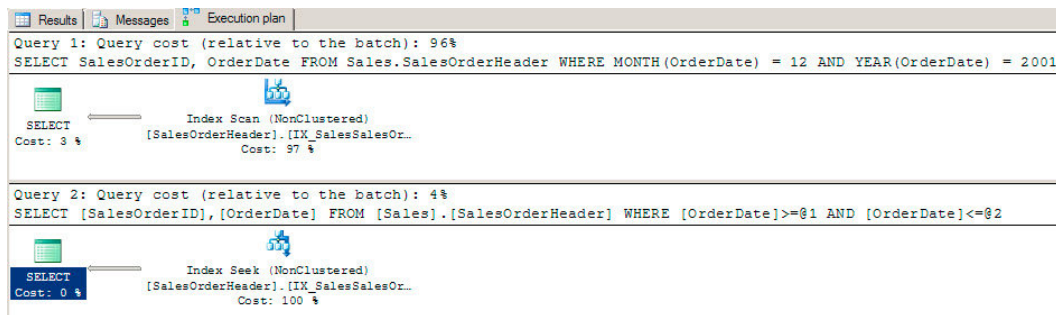 Results Messages Execution plan
Query 1: Query cost (relative to the batch): 96%
SELECT SalesOrderID, OrderDate FROM Sales.SalesOrderHeader WHERE MONTH(OrderDate) = 12 AND YEAR(OrderDate) = 2001
SELECT
Cost: 3 %
Index Scan (NonClustered)
[SalesOrderHeader].[IX_SalesSalesOr…
Cost: 97 %
Query 2: Query cost (relative to the batch): 4%
SELECT [SalesOrderID],[OrderDate] FROM [Sales].[SalesOrderHeader] WHERE [OrderDate]>=@1 AND [OrderDate]<=@2
SELECT
Cost: 0 %
Index Seek (NonClustered)
[SalesOrderHeader].[IX_SalesSalesOr…
Cost: 100 %